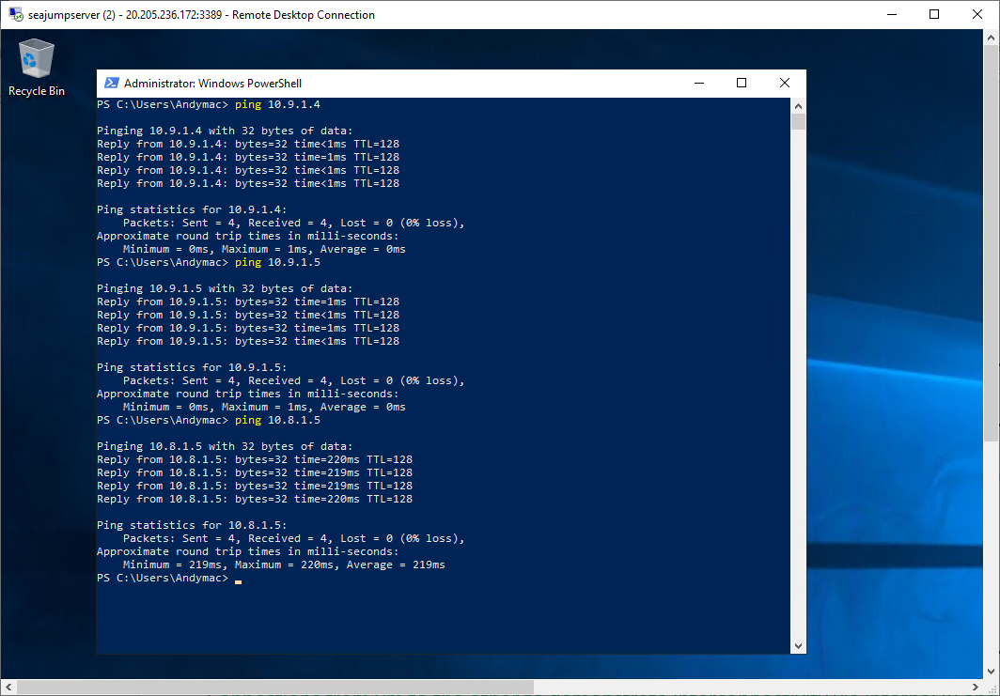 seajumpserver (2) - 20.205.236.172:3389 - Remote Desktop Connection
Recycle Bin
Administrator: Windows PowerShell
PS C:\Users\Andymac> ping 10.9.1.4
Pinging 10.9.1.4 with 32 bytes of data:
Reply from 10.9.1.4: bytes=32 time<1ms TTL=128
Reply from 10.9.1.4: bytes=32 time=1ms TTL=128
Reply from 10.9.1.4: bytes=32 time<1ms TTL=128
Reply from 10.9.1.4: bytes=32 time<1ms TTL=128
Ping statistics for 10.9.1.4:
    Packets: Sent = 4, Received = 4, Lost = 0 (0% loss),
Approximate round trip times in milli-seconds:
    Minimum = 0ms, Maximum = 1ms, Average = 0ms
PS C:\Users\Andymac> ping 10.9.1.5
Pinging 10.9.1.5 with 32 bytes of data:
Reply from 10.9.1.5: bytes=32 time=1ms TTL=128
Reply from 10.9.1.5: bytes=32 time<1ms TTL=128
Reply from 10.9.1.5: bytes=32 time=1ms TTL=128
Reply from 10.9.1.5: bytes=32 time<1ms TTL=128
Ping statistics for 10.9.1.5:
    Packets: Sent = 4, Received = 4, Lost = 0 (0% loss),
Approximate round trip times in milli-seconds:
    Minimum = 0ms, Maximum = 1ms, Average = 0ms
PS C:\Users\Andymac> ping 10.8.1.5
Pinging 10.8.1.5 with 32 bytes of data:
Reply from 10.8.1.5: bytes=32 time=220ms TTL=128
Reply from 10.8.1.5: bytes=32 time=219ms TTL=128
Reply from 10.8.1.5: bytes=32 time=219ms TTL=128
Reply from 10.8.1.5: bytes=32 time=220ms TTL=128
Ping statistics for 10.8.1.5:
    Packets: Sent = 4, Received = 4, Lost = 0 (0% loss),
Approximate round trip times in milli-seconds:
    Minimum = 219ms, Maximum = 220ms, Average = 219ms
PS C:\Users\Andymac>